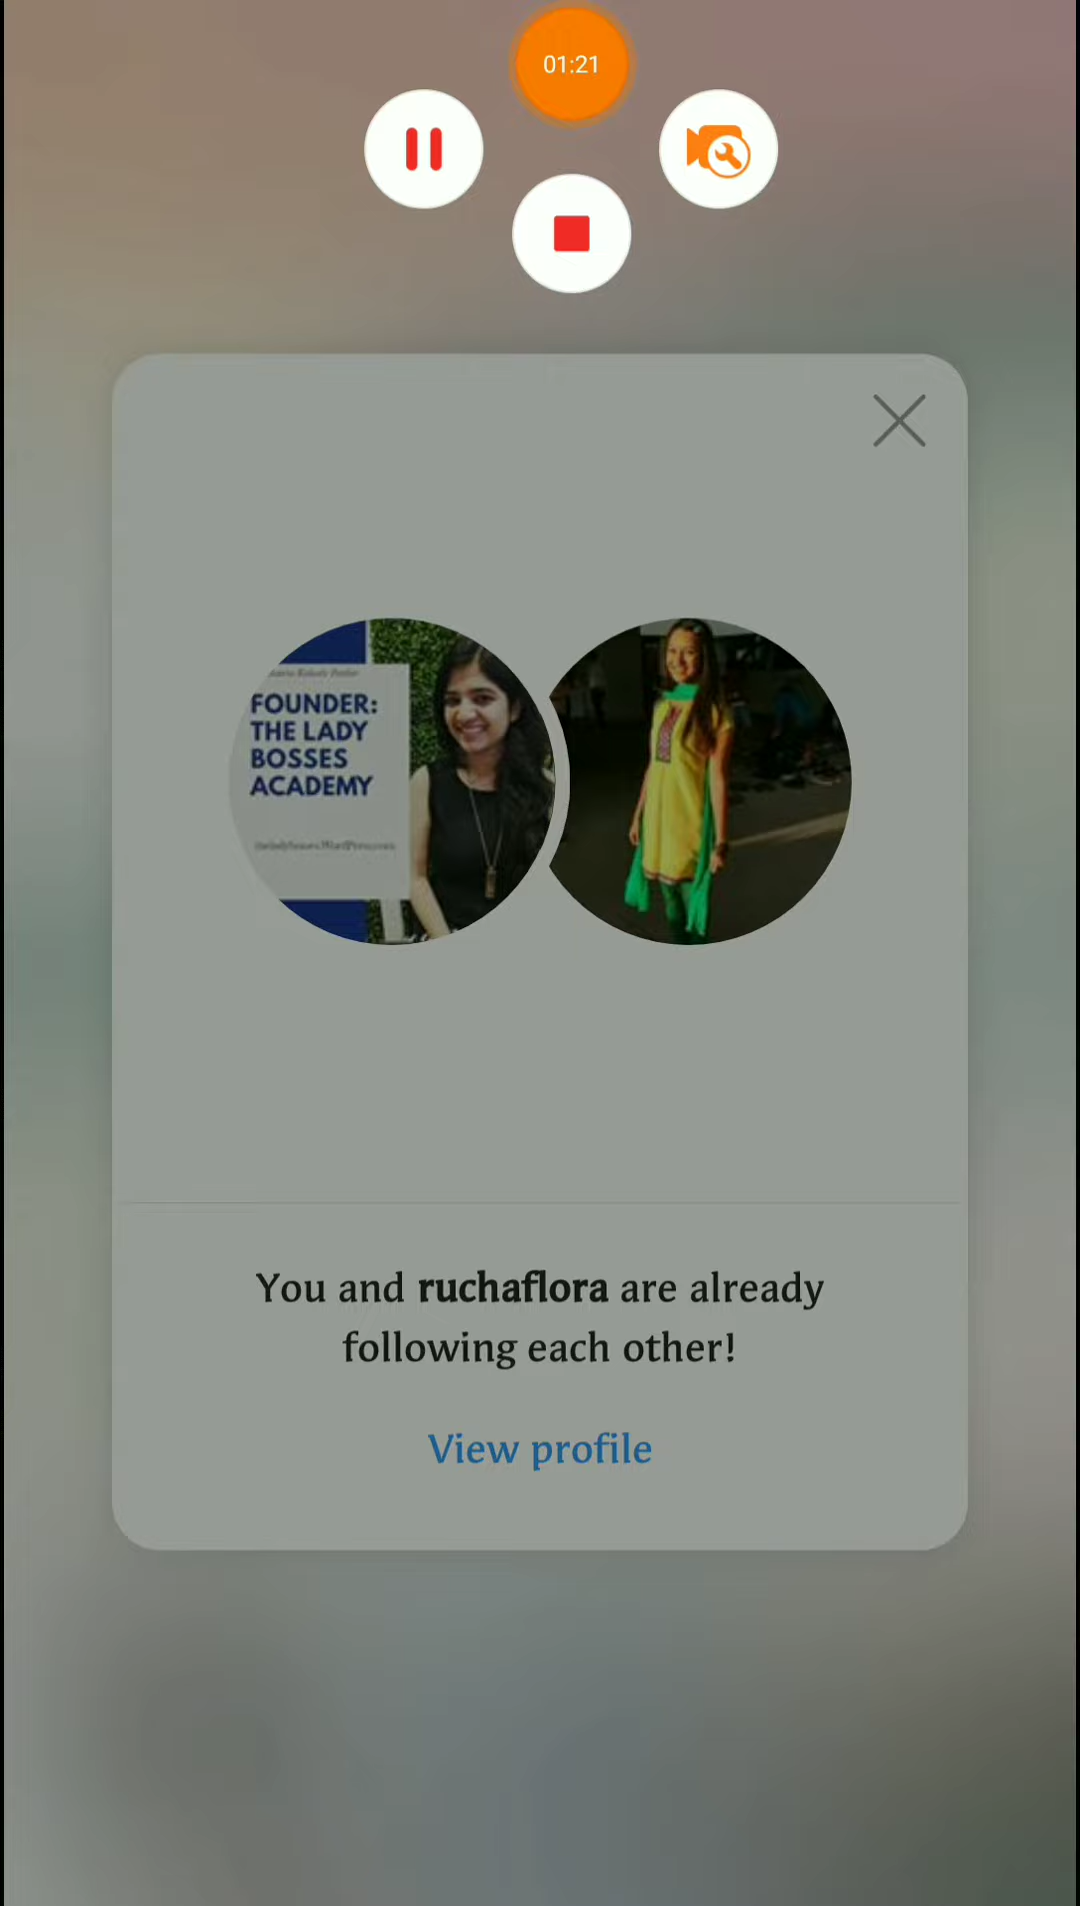 01:21
FOUNDER:
THE LADY
BOSSES
ACADEMY
You and ruchaflora are already
following each other!
View profile